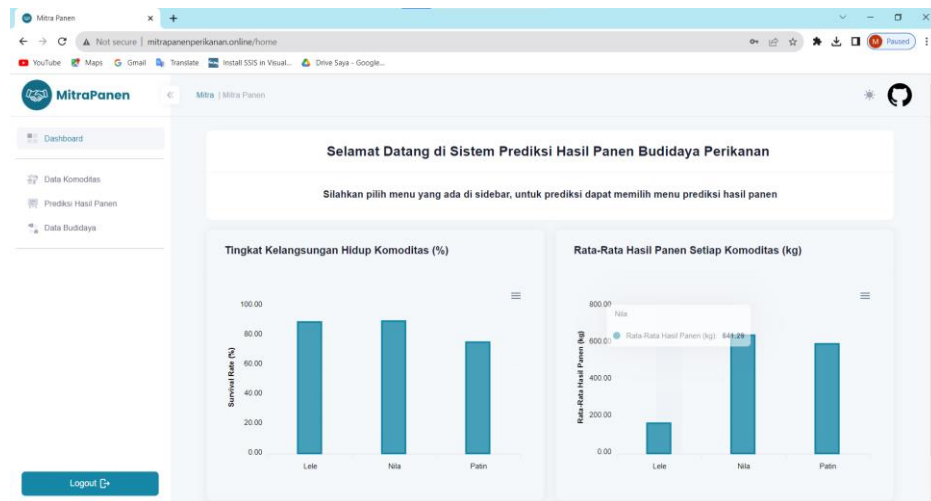 Mitra Panen
Not secure | mitrapanenperikanan.online/home
M Paused
YouTube Maps Gmail Translate Install SSIS in Visual... Drive Saya - Google...
MitraPanen
Mitra | Mitra Panen
Dashboard
Data Komoditas
Prediksi Hasil Panen
Data Budidaya
Logout
Selamat Datang di Sistem Prediksi Hasil Panen Budidaya Perikanan
Silahkan pilih menu yang ada di sidebar, untuk prediksi dapat memilih menu prediksi hasil panen
Tingkat Kelangsungan Hidup Komoditas (%)
Survival Rate (%)
100.00
80.00
60.00
40.00
20.00
0.00
Lele Nila Patin
Rata-Rata Hasil Panen Setiap Komoditas (kg)
Rata-Rata Hasil Panen (kg)
800.00
600.00
400.00
200.00
0.00
Nila
Rata-Rata Hasil Panen (kg): 641.29
Lele Nila Patin